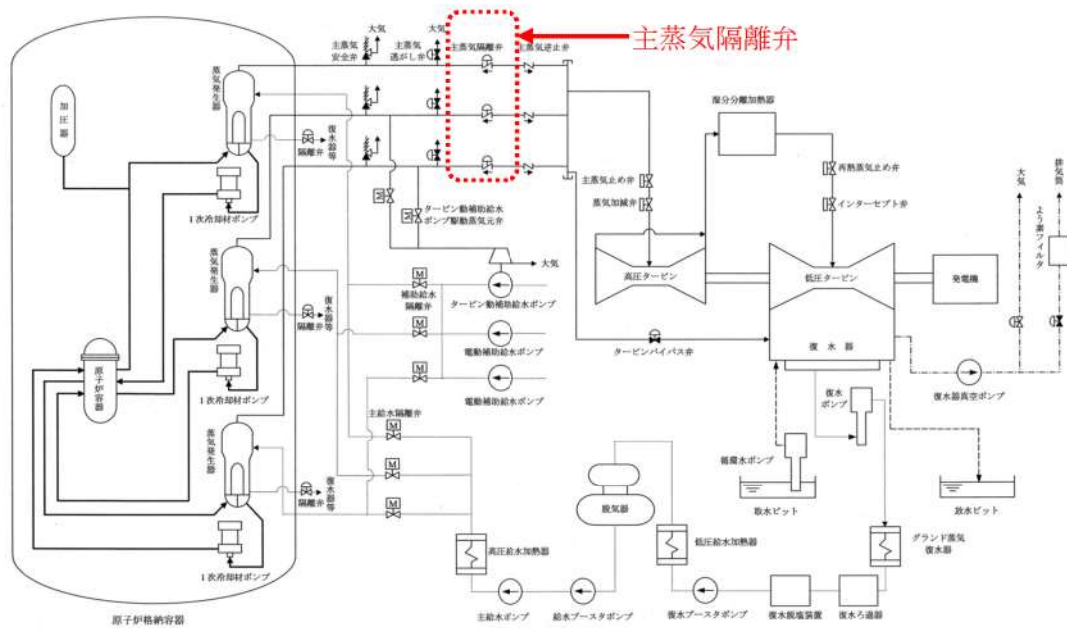 主蒸気隔離弁
大気
大気
主蒸気
安全弁
主蒸気
逃がし弁
主蒸気隔離弁
主蒸気逆止弁
加圧器
蒸気発生器
隔離弁
復水器等
1次冷却材ポンプ
湿分分離加熱器
主蒸気止め弁
蒸気加減弁
再熱蒸気止め弁
インターセプト弁
大気
排気筒
よう素フィルタ
M
M
タービン動補助給水
ポンプ駆動蒸気元弁
大気
高圧タービン
低圧タービン
発電機
蒸気発生器
隔離弁
復水器等
1次冷却材ポンプ
M
補助給水
隔離弁
タービン動補助給水ポンプ
M
電動補助給水ポンプ
M
電動補助給水ポンプ
タービンバイパス弁
復水器
復水器真空ポンプ
原子炉容器
蒸気発生器
隔離弁
復水器等
1次冷却材ポンプ
主給水隔離弁
M
M
M
復水
ポンプ
循環水ポンプ
取水ピット
放水ピット
脱気器
高圧給水加熱器
低圧給水加熱器
グランド蒸気
復水器
主給水ポンプ
給水ブースタポンプ
復水ブースタポンプ
復水脱塩装置
復水ろ過器
原子炉格納容器